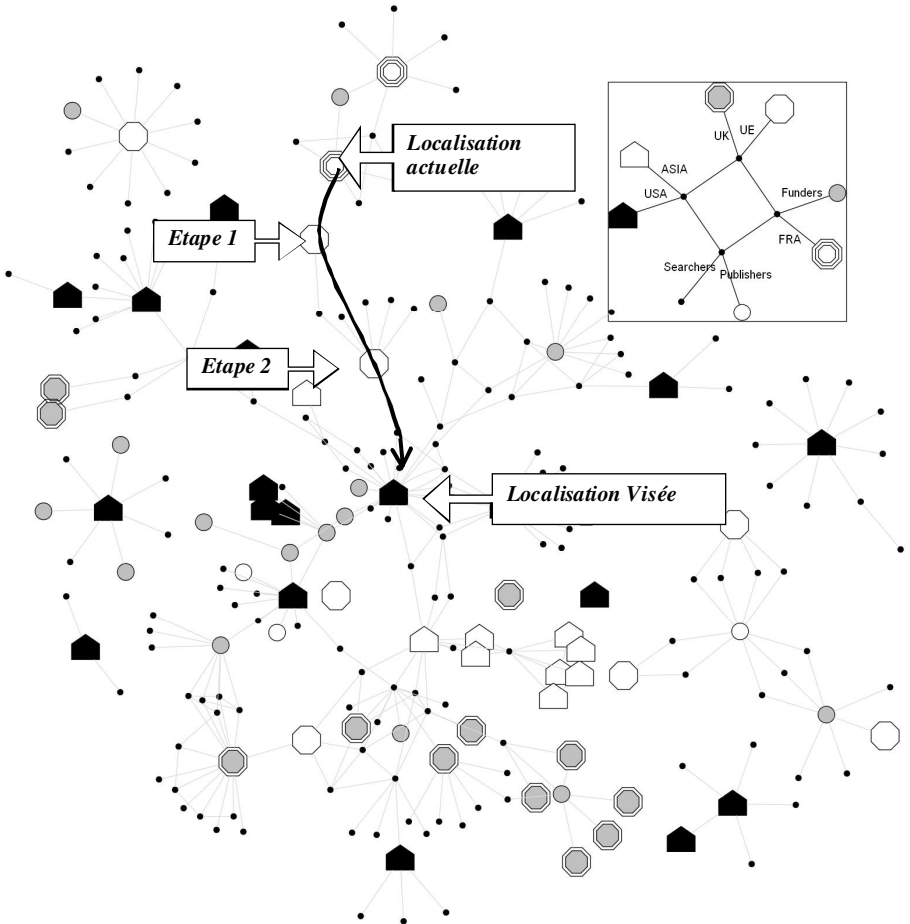 Localisation
actuelle
UK
UE
ASIA
USA
Funders
FRA
Searchers
Publishers
Etape 1
Etape 2
Localisation Visée